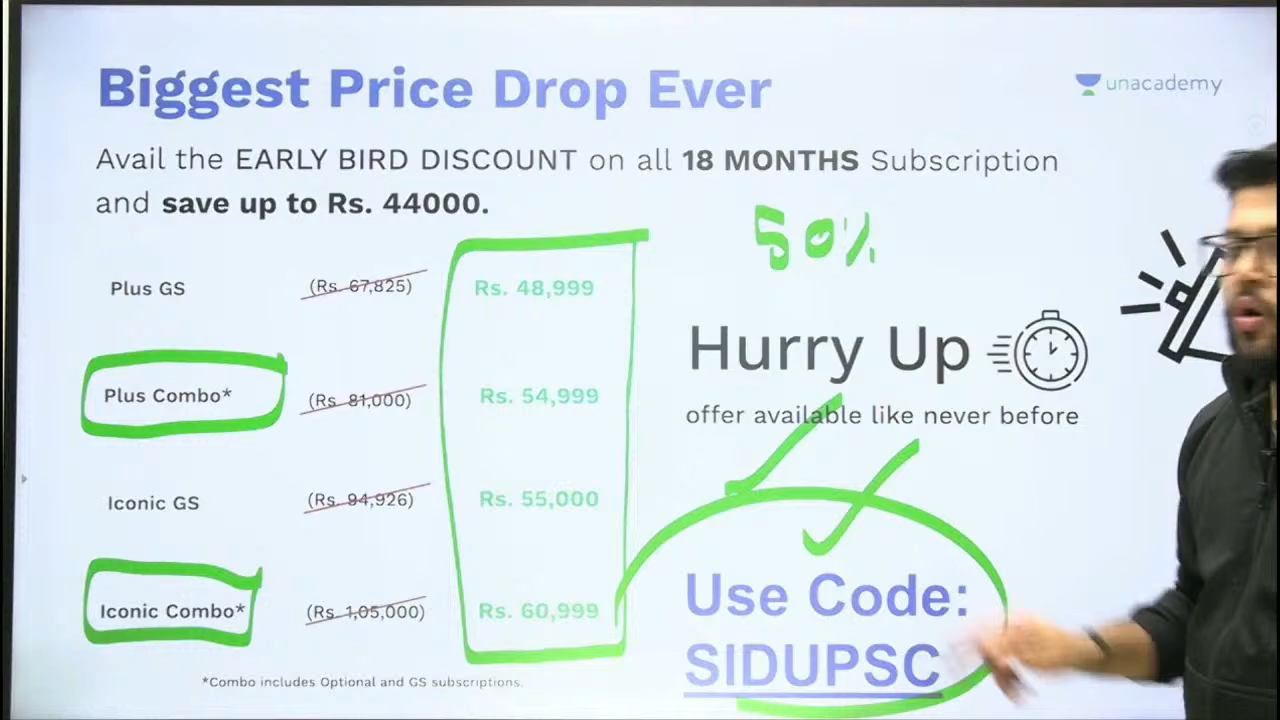 Biggest Price Drop Ever
unacademy
Avail the EARLY BIRD DISCOUNT on all 18 MONTHS Subscription
and save up to Rs. 44000.
50%
Plus GS (Rs. 67,825) Rs. 48,999
Hurry Up
Plus Combo* (Rs. 81,000) Rs. 54,999
offer available like never before
Iconic GS (Rs. 94,926) Rs. 55,000
Iconic Combo* (Rs. 1,05,000) Rs. 60,999
Use Code:
SIDUPSC
*Combo includes Optional and GS subscriptions.